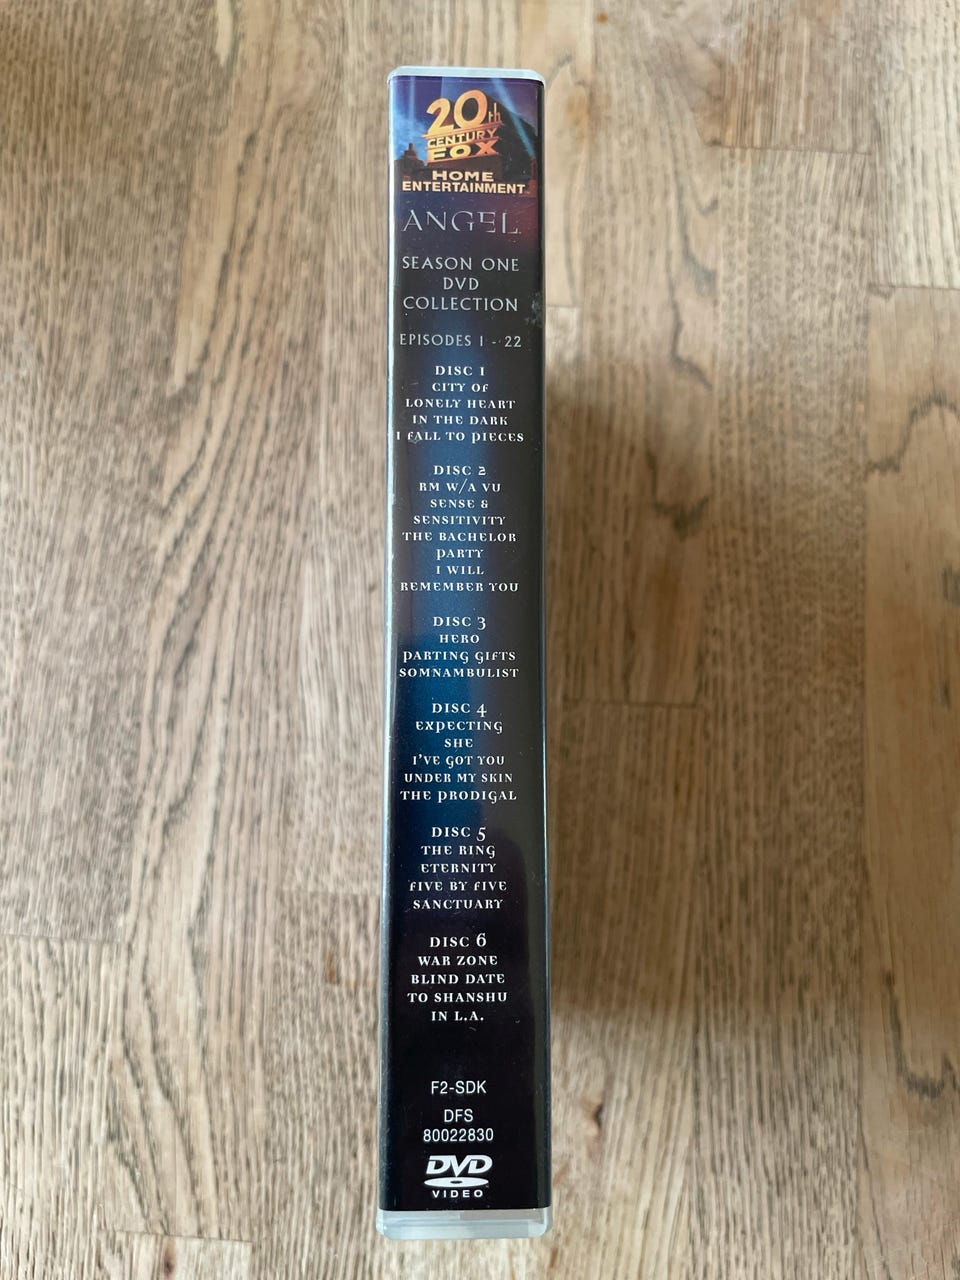 20th
CENTURY
FOX
HOME
ENTERTAINMENT
ANGEL
SEASON ONE
DVD
COLLECTION
EPISODES 1 - 22
DISC 1
CITY OF
LONELY HEART
IN THE DARK
I FALL TO PIECES
DISC 2
RM W/A VU
SENSE &
SENSITIVITY
THE BACHELOR
PARTY
I WILL
REMEMBER YOU
DISC 3
HERO
PARTING GIFTS
SOMNAMBULIST
DISC 4
EXPECTING
SHE
I'VE GOT YOU
UNDER MY SKIN
THE PRODIGAL
DISC 5
THE RING
ETERNITY
FIVE BY FIVE
SANCTUARY
DISC 6
WAR ZONE
BLIND DATE
TO SHANSHU
IN L.A.
F2-SDK
DFS
80022830
DVD
VIDEO